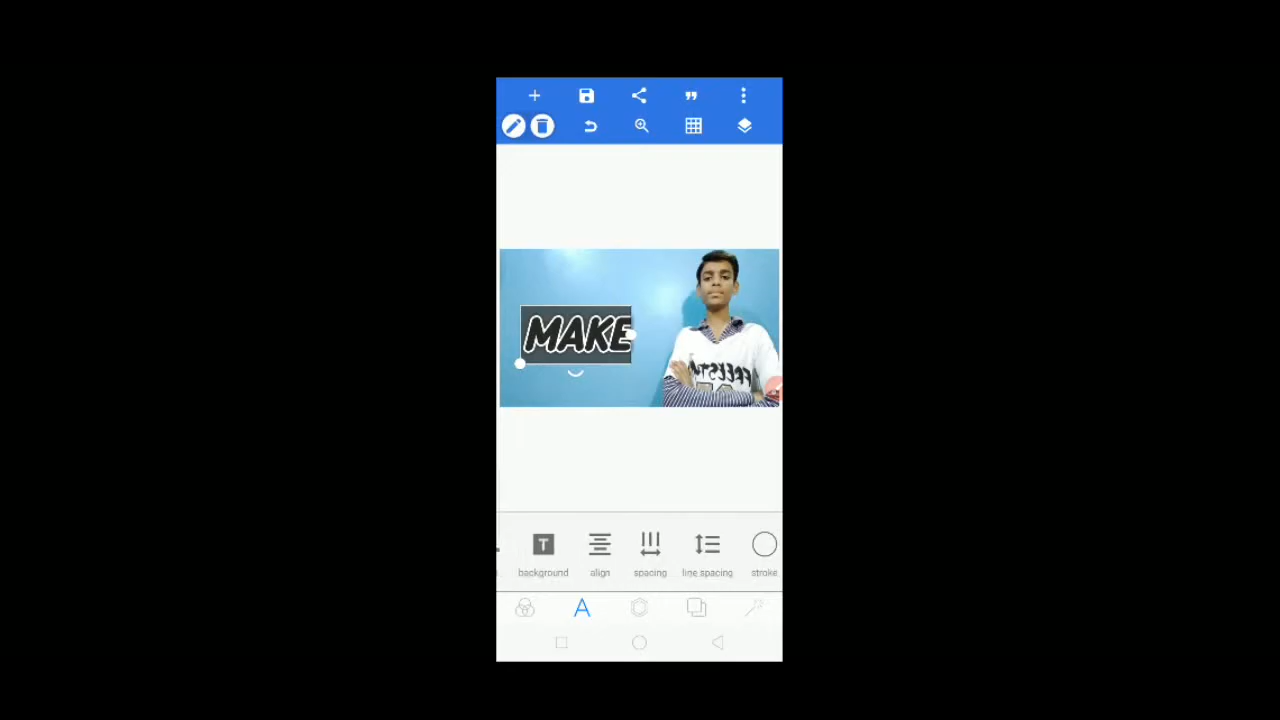 MAKE
T
background
align
spacing
line spacing
stroke
A